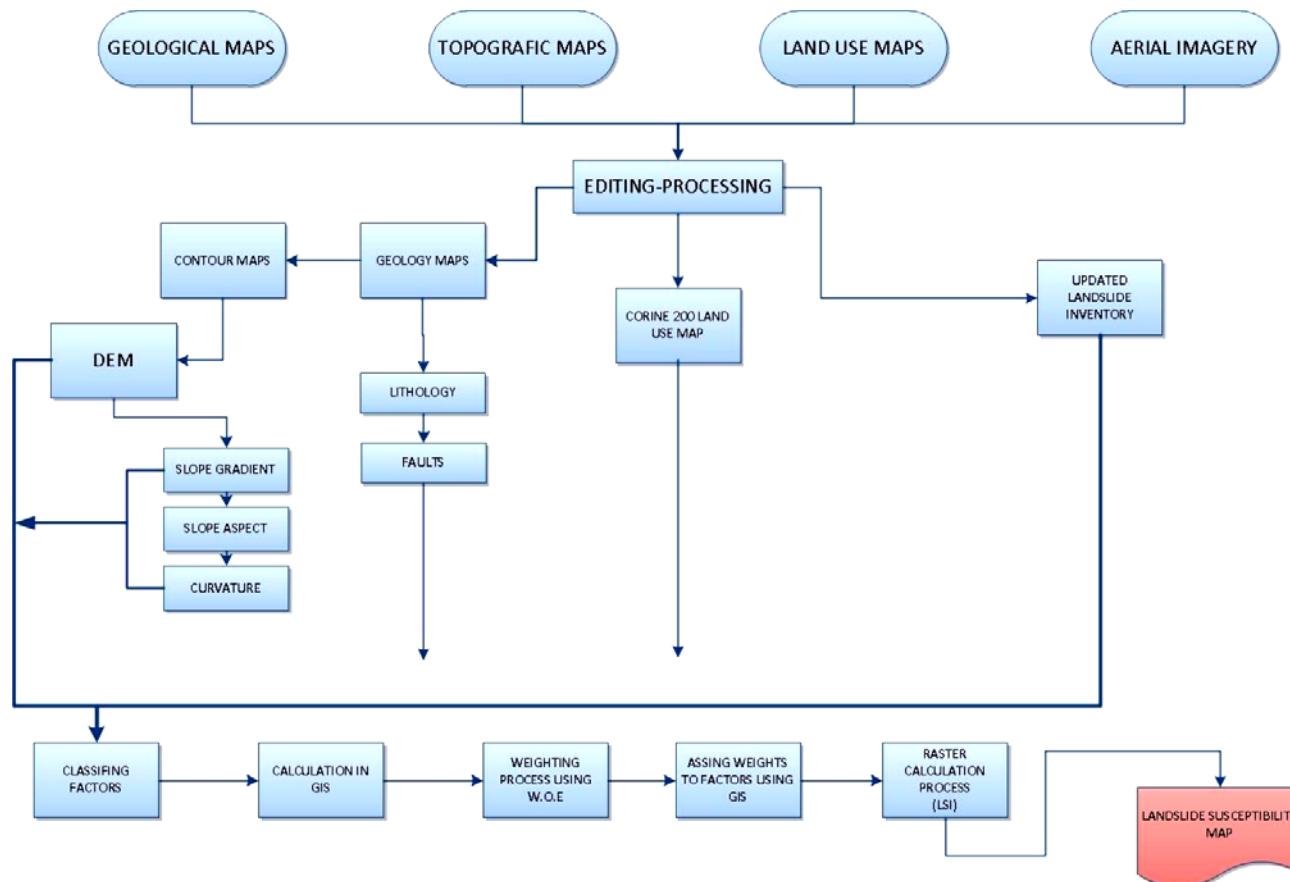 GEOLOGICAL MAPS
TOPOGRAFIC MAPS
LAND USE MAPS
AERIAL IMAGERY
EDITING-PROCESSING
CONTOUR MAPS
GEOLOGY MAPS
CORINE 200 LAND
USE MAP
UPDATED
LANDSLIDE
INVENTORY
DEM
LITHOLOGY
FAULTS
SLOPE GRADIENT
SLOPE ASPECT
CURVATURE
CLASSIFING
FACTORS
CALCULATION IN
GIS
WEIGHTING
PROCESS USING
W.O.E
ASSING WEIGHTS
TO FACTORS USING
GIS
RASTER
CALCULATION
PROCESS
(LSI)
LANDSLIDE SUSCEPTIBILIT
MAP